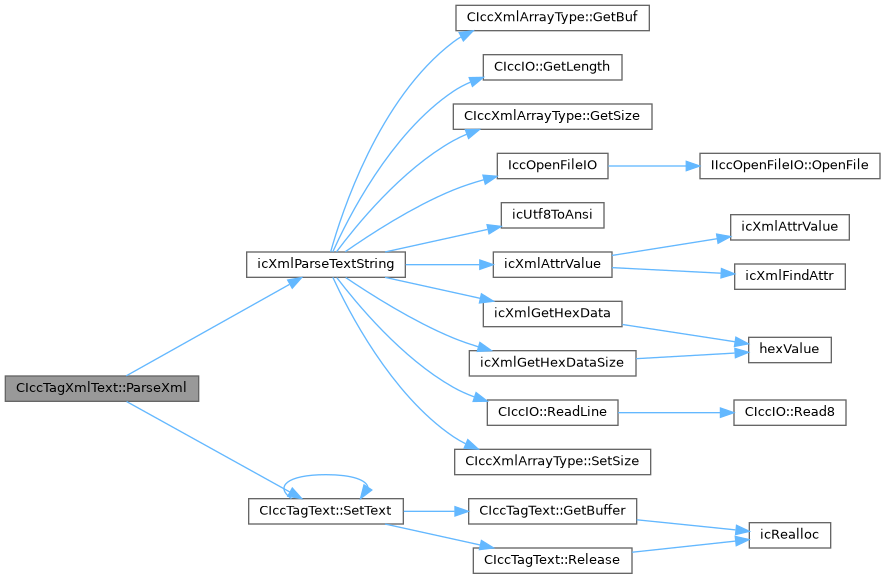 CIccXmlArrayType::GetBuf
CIccIO::GetLength
CIccXmlArrayType::GetSize
IccOpenFileIO
IIccOpenFileIO::OpenFile
icUtf8ToAnsi
icXmlAttrValue
icXmlParseTextString
icXmlAttrValue
icXmlFindAttr
icXmlGetHexData
hexValue
icXmlGetHexDataSize
CIccTagXmlText::ParseXml
CIccIO::ReadLine
CIccIO::Read8
CIccXmlArrayType::SetSize
CIccTagText::SetText
CIccTagText::GetBuffer
icRealloc
CIccTagText::Release